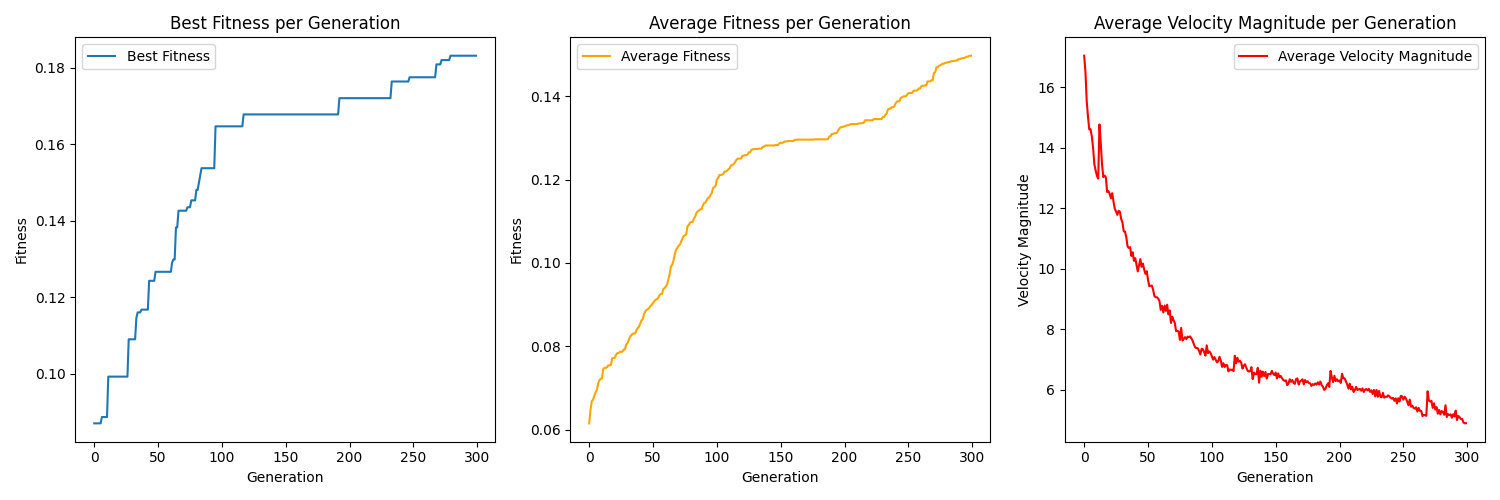 Best Fitness per Generation
Best Fitness
Fitness
0.18
0.16
0.14
0.12
0.10
0 50 100 150 200 250 300
Generation
Average Fitness per Generation
Average Fitness
Fitness
0.14
0.12
0.10
0.08
0.06
0 50 100 150 200 250 300
Generation
Average Velocity Magnitude per Generation
Average Velocity Magnitude
Velocity Magnitude
16
14
12
10
8
6
0 50 100 150 200 250 300
Generation